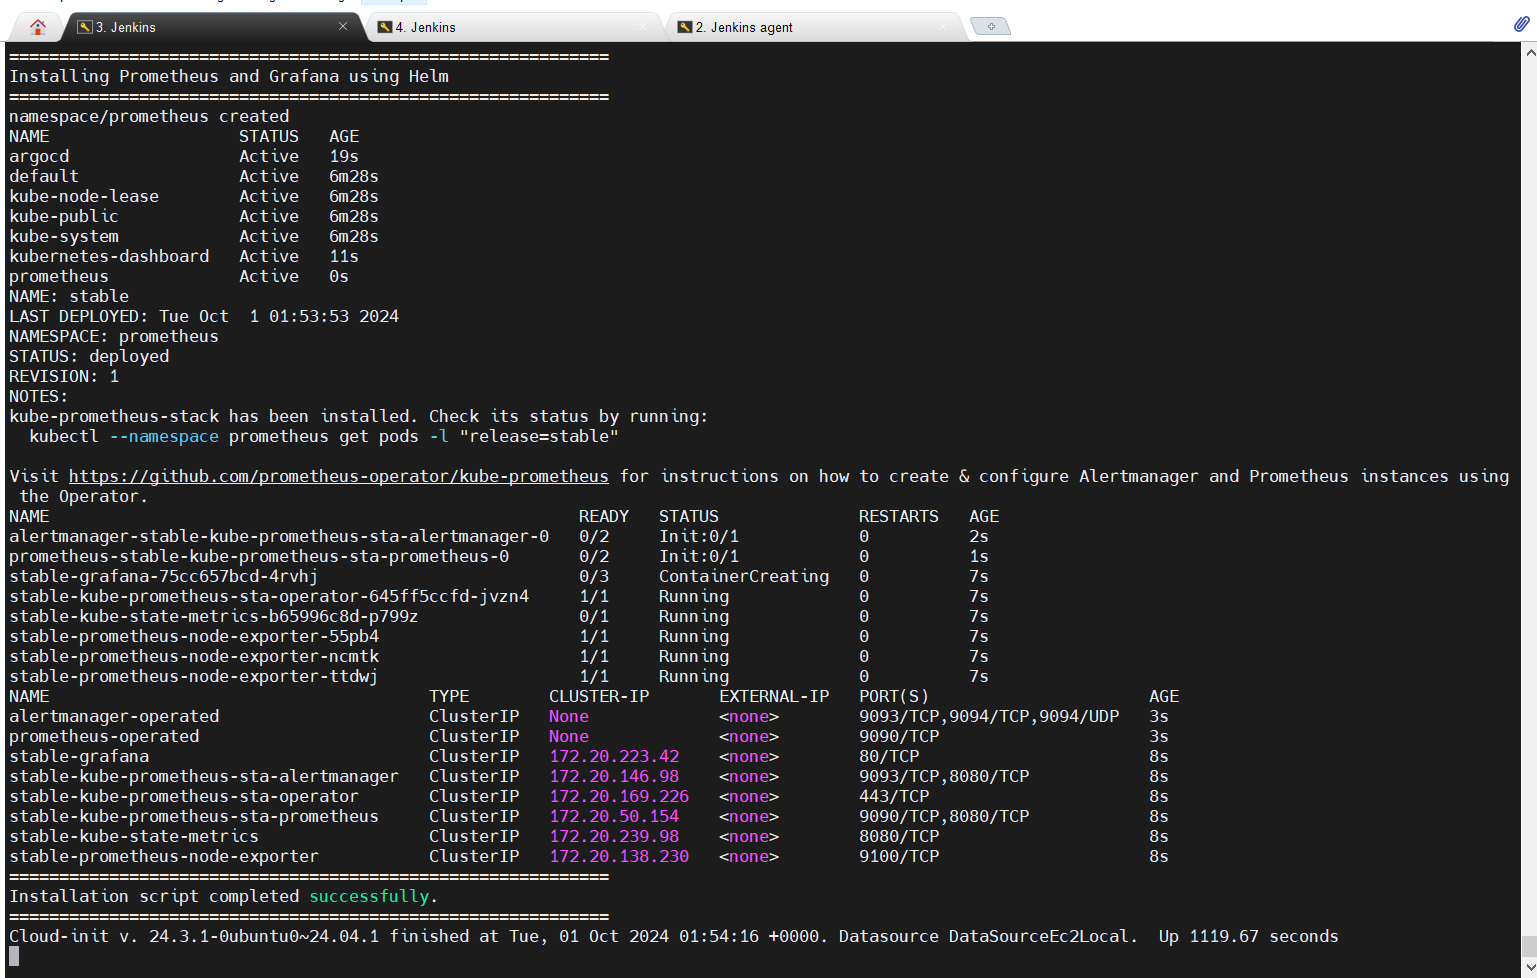 3. Jenkins
4. Jenkins
2. Jenkins agent
============================================================
Installing Prometheus and Grafana using Helm
============================================================
namespace/prometheus created
NAME                   STATUS   AGE
argocd                 Active   19s
default                Active   6m28s
kube-node-lease        Active   6m28s
kube-public            Active   6m28s
kube-system            Active   6m28s
kubernetes-dashboard   Active   11s
prometheus             Active   0s
NAME: stable
LAST DEPLOYED: Tue Oct  1 01:53:53 2024
NAMESPACE: prometheus
STATUS: deployed
REVISION: 1
NOTES:
kube-prometheus-stack has been installed. Check its status by running:
  kubectl --namespace prometheus get pods -l "release=stable"

Visit https://github.com/prometheus-operator/kube-prometheus for instructions on how to create & configure Alertmanager and Prometheus instances using
 the Operator.
NAME                                                     READY   STATUS              RESTARTS   AGE
alertmanager-stable-kube-prometheus-sta-alertmanager-0   0/2     Init:0/1            0          2s
prometheus-stable-kube-prometheus-sta-prometheus-0       0/2     Init:0/1            0          1s
stable-grafana-75cc657bcd-4rvhj                          0/3     ContainerCreating   0          7s
stable-kube-prometheus-sta-operator-645ff5ccfd-jvzn4     1/1     Running             0          7s
stable-kube-state-metrics-b65996c8d-p799z                0/1     Running             0          7s
stable-prometheus-node-exporter-55pb4                    1/1     Running             0          7s
stable-prometheus-node-exporter-ncmtk                    1/1     Running             0          7s
stable-prometheus-node-exporter-ttdwj                    1/1     Running             0          7s
NAME                                      TYPE        CLUSTER-IP       EXTERNAL-IP   PORT(S)                      AGE
alertmanager-operated                     ClusterIP   None             <none>        9093/TCP,9094/TCP,9094/UDP   3s
prometheus-operated                       ClusterIP   None             <none>        9090/TCP                     3s
stable-grafana                            ClusterIP   172.20.223.42    <none>        80/TCP                       8s
stable-kube-prometheus-sta-alertmanager   ClusterIP   172.20.146.98    <none>        9093/TCP,8080/TCP            8s
stable-kube-prometheus-sta-operator       ClusterIP   172.20.169.226   <none>        443/TCP                      8s
stable-kube-prometheus-sta-prometheus     ClusterIP   172.20.50.154    <none>        9090/TCP,8080/TCP            8s
stable-kube-state-metrics                 ClusterIP   172.20.239.98    <none>        8080/TCP                     8s
stable-prometheus-node-exporter           ClusterIP   172.20.138.230   <none>        9100/TCP                     8s
============================================================
Installation script completed successfully.
============================================================
Cloud-init v. 24.3.1-0ubuntu0~24.04.1 finished at Tue, 01 Oct 2024 01:54:16 +0000. Datasource DataSourceEc2Local.  Up 1119.67 seconds